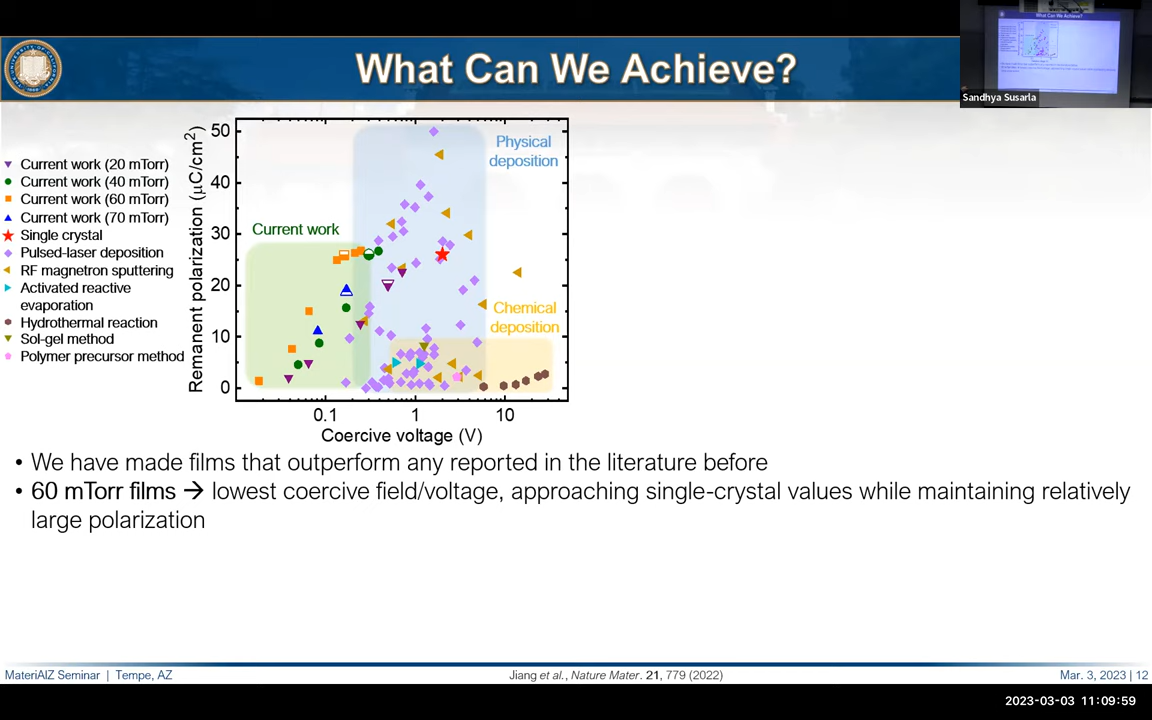 What Can We Achieve?
What Can We Achieve?
Sandhya Susarla
Current work (20 mTorr)
Current work (40 mTorr)
Current work (60 mTorr)
Current work (70 mTorr)
Single crystal
Pulsed-laser deposition
RF magnetron sputtering
Activated reactive
evaporation
Hydrothermal reaction
Sol-gel method
Polymer precursor method
Remanent polarization (μC/cm²)
50
40
30
20
10
0
Physical
deposition
Current work
Chemical
deposition
0.1 1 10
Coercive voltage (V)
• We have made films that outperform any reported in the literature before
• 60 mTorr films → lowest coercive field/voltage, approaching single-crystal values while maintaining relatively
large polarization
MateriAlZ Seminar | Tempe, AZ
Jiang et al., Nature Mater. 21, 779 (2022)
Mar. 3, 2023 | 12
2023-03-03 11:09:59